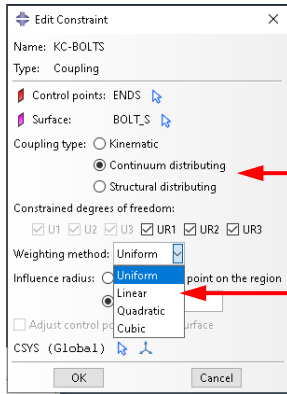 Edit Constraint
Name: KC-BOLTS
Type: Coupling
Control points: ENDS
Surface: BOLT_S
Coupling type: Kinematic
Continuum distributing
Structural distributing
Constrained degrees of freedom:
U1 U2 U3 UR1 UR2 UR3
Weighting method: Uniform
Uniform
Influence radius: point on the region
Linear
Quadratic
Adjust control po urface
Cubic
CSYS (Global)
OK Cancel